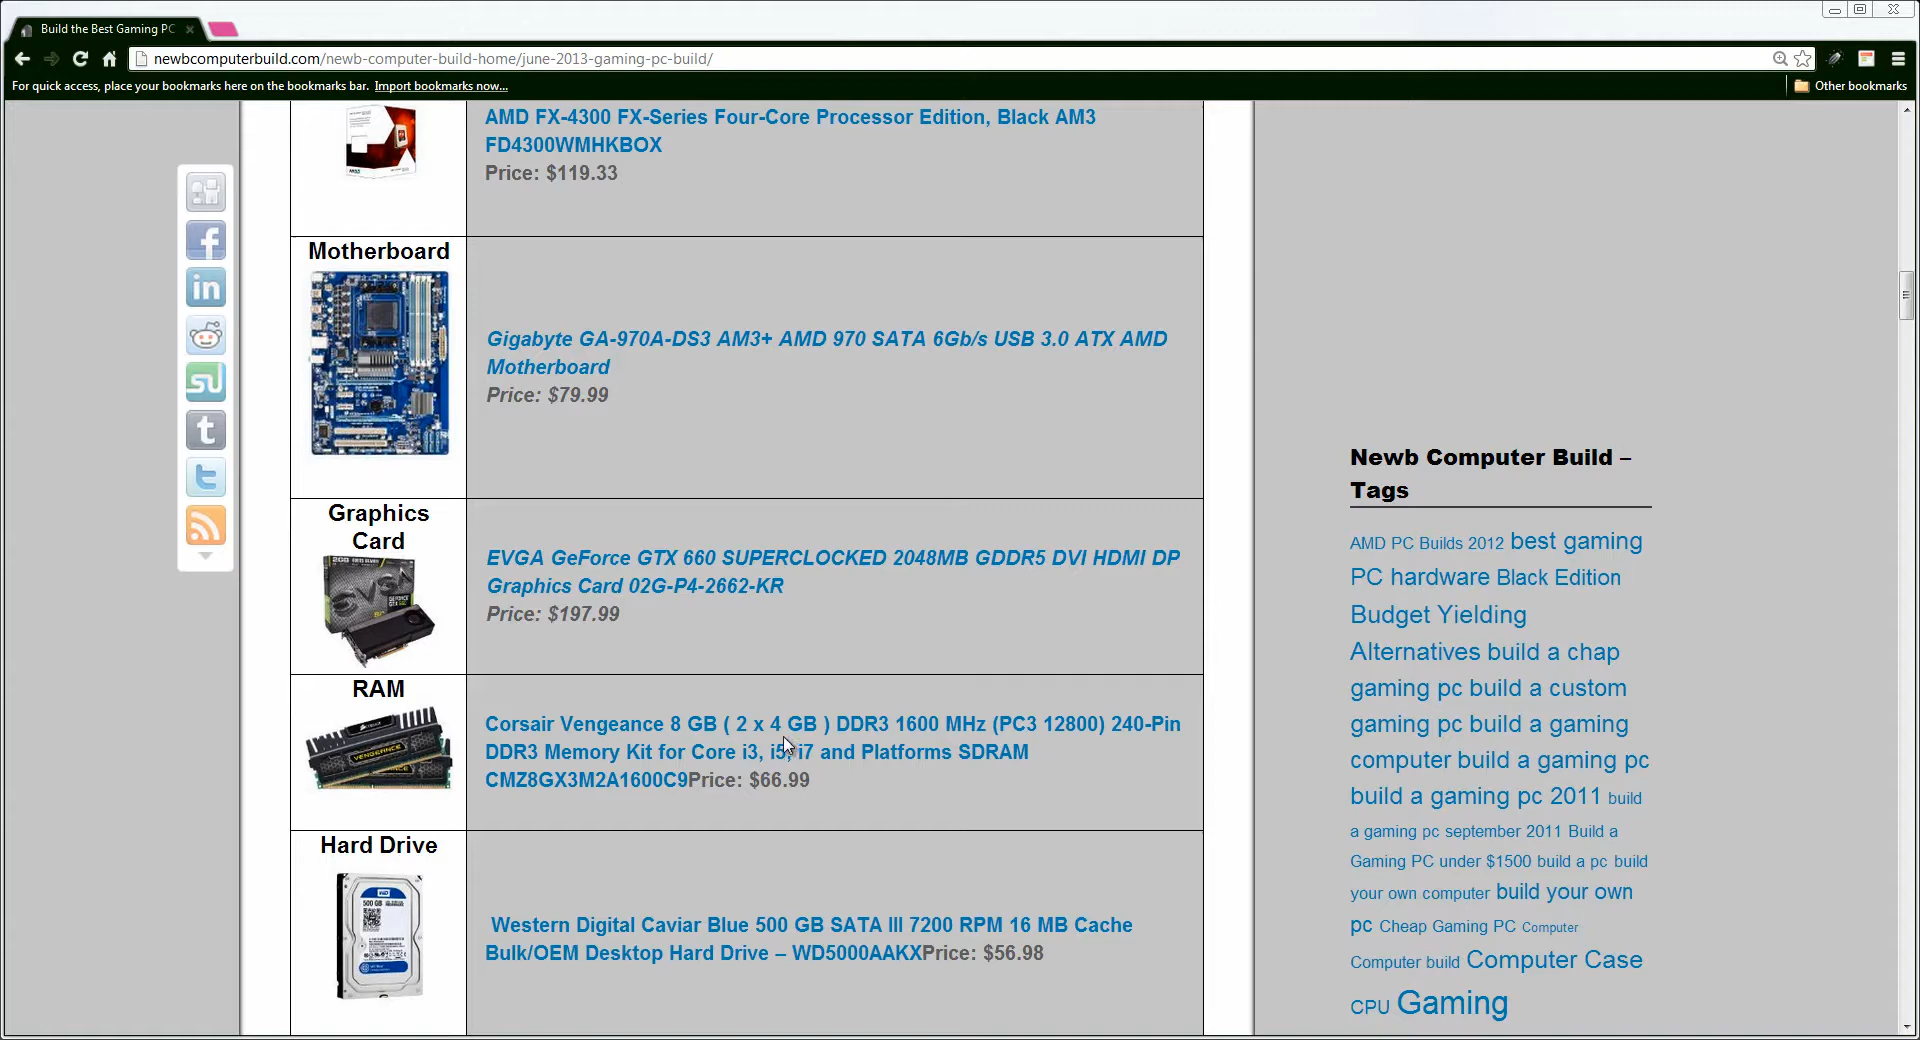 Build the Best Gaming PC
newbcomputerbuild.com/newb-computer-build-home/june-2013-gaming-pc-build/
For quick access, place your bookmarks here on the bookmarks bar. Import bookmarks now...
Other bookmarks
AMD FX-4300 FX-Series Four-Core Processor Edition, Black AM3
FD4300WMHKBOX
Price: $119.33
Motherboard
Gigabyte GA-970A-DS3 AM3+ AMD 970 SATA 6Gb/s USB 3.0 ATX AMD
Motherboard
Price: $79.99
Graphics
Card
EVGA GeForce GTX 660 SUPERCLOCKED 2048MB GDDR5 DVI HDMI DP
Graphics Card 02G-P4-2662-KR
Price: $197.99
RAM
VENGEANCE
Corsair Vengeance 8 GB ( 2 x 4 GB ) DDR3 1600 MHz (PC3 12800) 240-Pin
DDR3 Memory Kit for Core i3, i5, i7 and Platforms SDRAM
CMZ8GX3M2A1600C9Price: $66.99
Hard Drive
WD
500 GB
Western Digital Caviar Blue 500 GB SATA III 7200 RPM 16 MB Cache
Bulk/OEM Desktop Hard Drive – WD5000AAKXPrice: $56.98
Newb Computer Build –
Tags
AMD PC Builds 2012 best gaming
PC hardware Black Edition
Budget Yielding
Alternatives build a chap
gaming pc build a custom
gaming pc build a gaming
computer build a gaming pc
build a gaming pc 2011 build
a gaming pc september 2011 Build a
Gaming PC under $1500 build a pc build
your own computer build your own
pc Cheap Gaming PC Computer
Computer build Computer Case
CPU Gaming